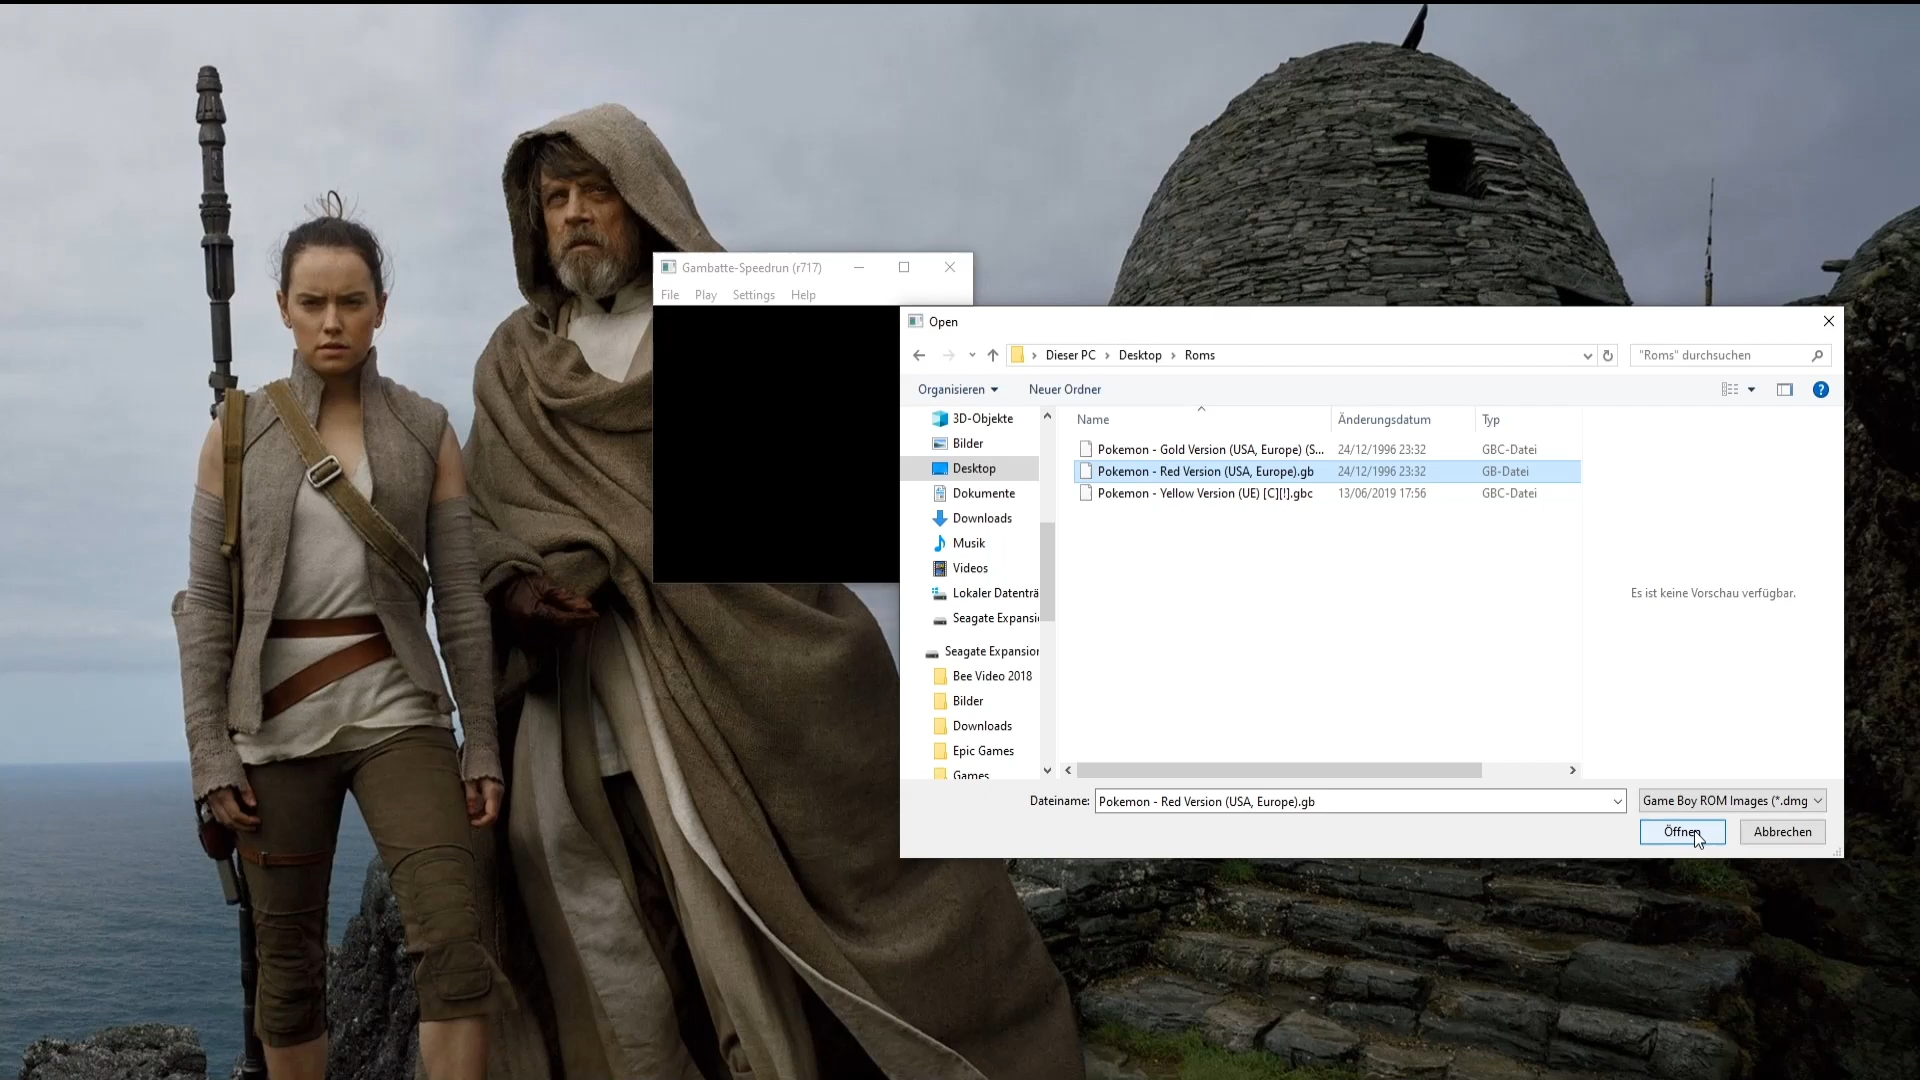 Gambatte-Speedrun (r717)
File Play Settings Help
Open
Dieser PC Desktop Roms
"Roms" durchsuchen
Organisieren Neuer Ordner
Name Änderungsdatum Typ
Pokemon - Gold Version (USA, Europe) (S... 24/12/1996 23:32 GBC-Datei
Pokemon - Red Version (USA, Europe).gb 24/12/1996 23:32 GB-Datei
Pokemon - Yellow Version (UE) [C][!].gbc 13/06/2019 17:56 GBC-Datei
3D-Objekte
Bilder
Desktop
Dokumente
Downloads
Musik
Videos
Lokaler Datenträ
Seagate Expansi
Seagate Expansion
Bee Video 2018
Bilder
Downloads
Epic Games
Games
Es ist keine Vorschau verfügbar.
Dateiname: Pokemon - Red Version (USA, Europe).gb
Game Boy ROM Images (*.dmg
Öffnen Abbrechen